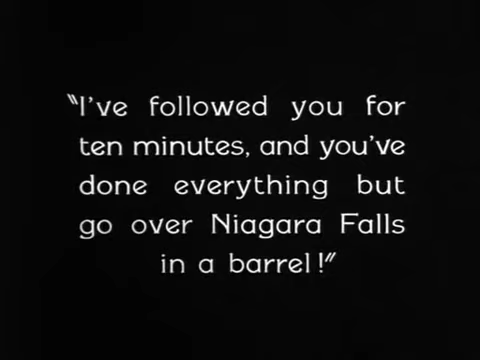 "I've followed you for
ten minutes, and you've
done everything but
go over Niagara Falls
in a barrel!"